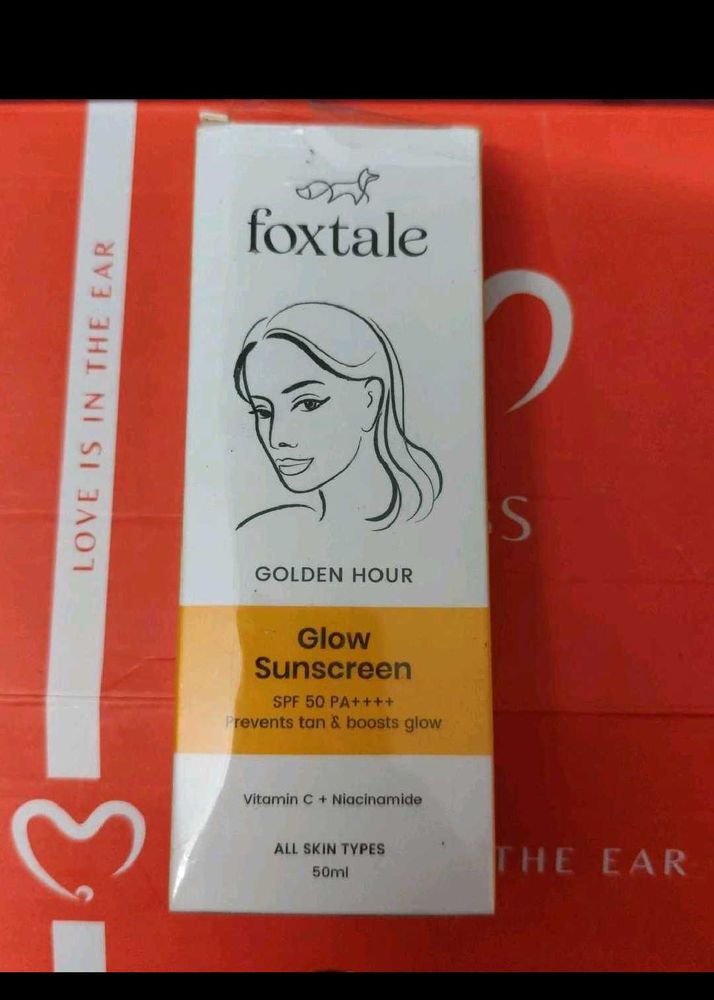 foxtale
GOLDEN HOUR
Glow
Sunscreen
SPF 50 PA++++
Prevents tan & boosts glow
Vitamin C + Niacinamide
ALL SKIN TYPES
50ml
LOVE IS IN THE EAR
THE EAR